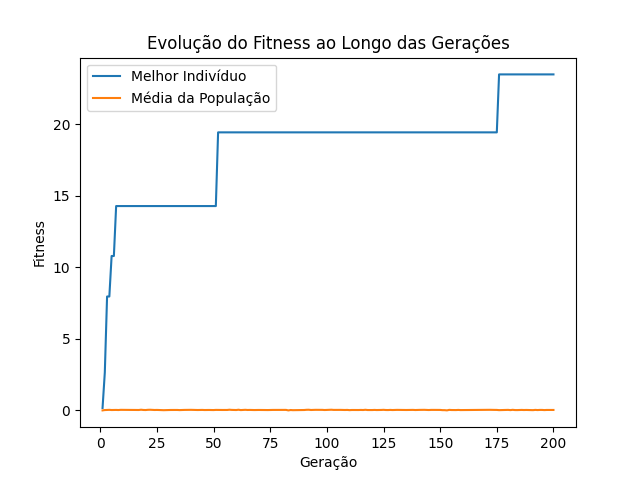 Evolução do Fitness ao Longo das Gerações
Melhor Indivíduo
Média da População
Fitness
20
15
10
5
0
0 25 50 75 100 125 150 175 200
Geração